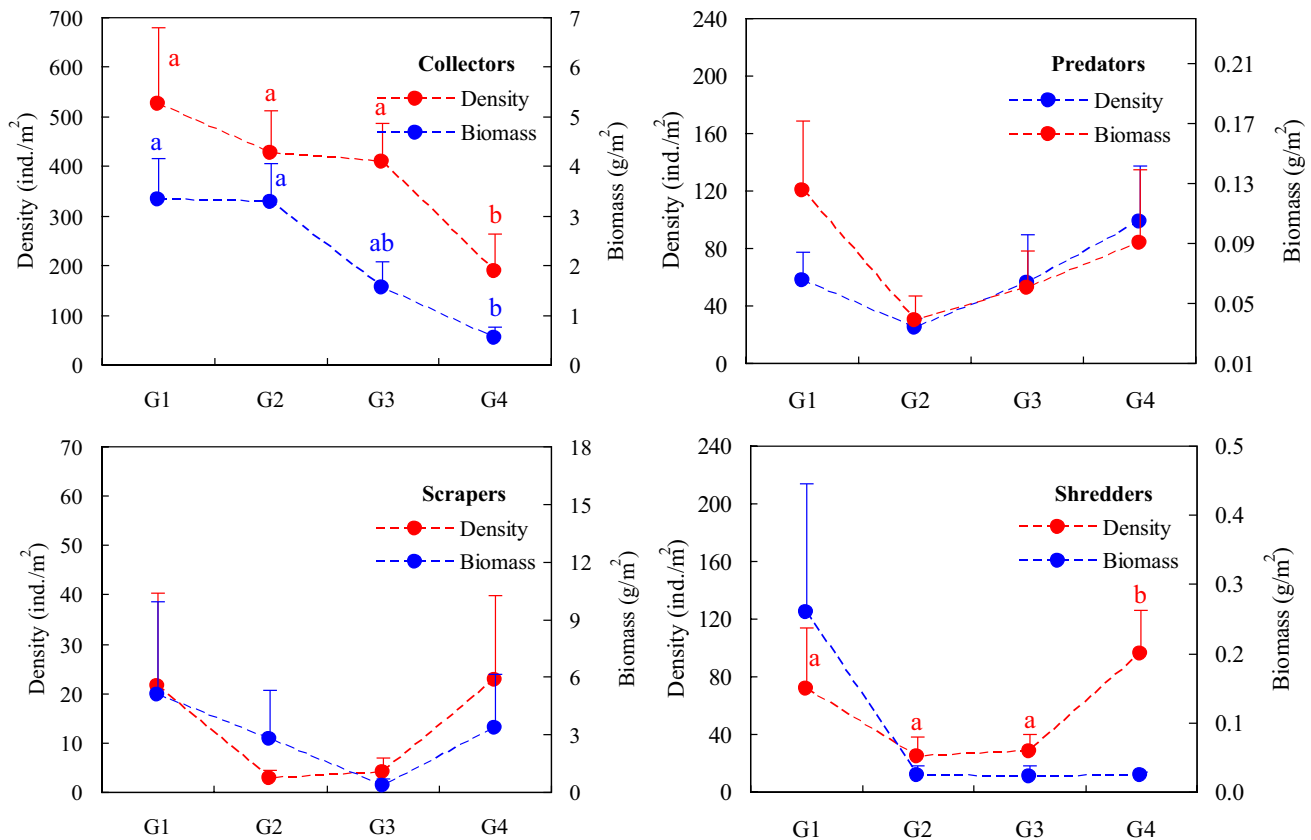 Collectors
Density
Biomass
Density (ind./m²)
700
600
500
400
300
200
100
0
Biomass (g/m²)
7
6
5
4
3
2
1
0
a
a
a
b
a
a
ab
b
G1 G2 G3 G4
Predators
Density
Biomass
Density (ind./m²)
240
200
160
120
80
40
0
Biomass (g/m²)
0.21
0.17
0.13
0.09
0.05
0.01
G1 G2 G3 G4
Scrapers
Density
Biomass
Density (ind./m²)
70
60
50
40
30
20
10
0
Biomass (g/m²)
18
15
12
9
6
3
0
G1 G2 G3 G4
Shredders
Density
Biomass
Density (ind./m²)
240
200
160
120
80
40
0
Biomass (g/m²)
0.5
0.4
0.3
0.2
0.1
0.0
a
a
a
b
G1 G2 G3 G4